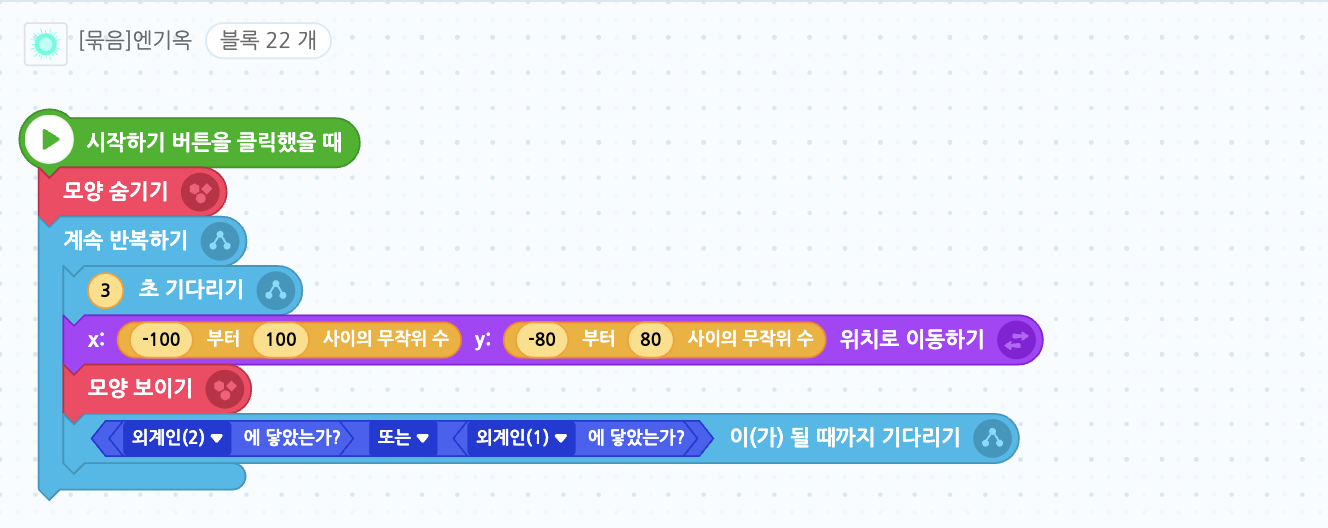 [묶음]엔기옥 블록 22 개
시작하기 버튼을 클릭했을 때
모양 숨기기
계속 반복하기
3 초 기다리기
x: -100 부터 100 사이의 무작위 수 y: -80 부터 80 사이의 무작위 수 위치로 이동하기
모양 보이기
외계인(2) 에 닿았는가? 또는 외계인(1) 에 닿았는가? 이(가) 될 때까지 기다리기